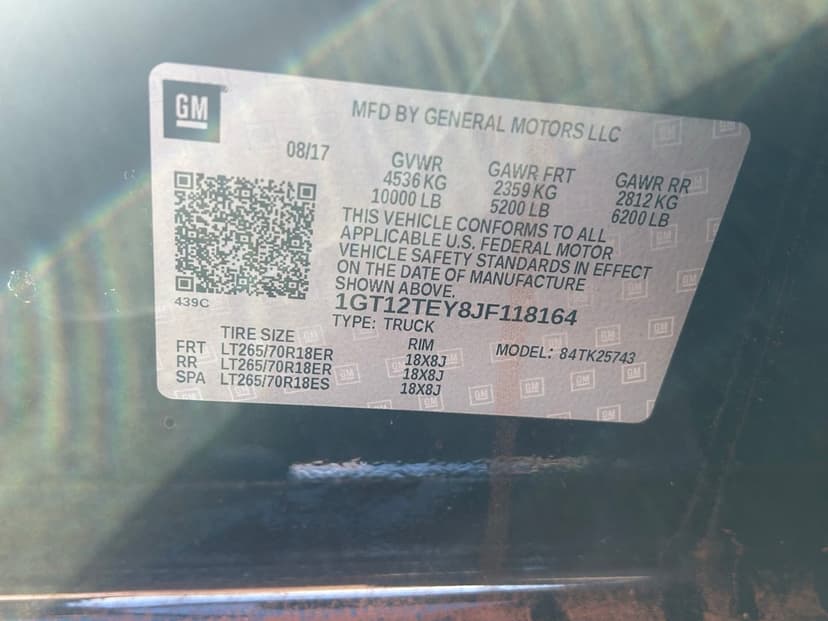 GM
MFD BY GENERAL MOTORS LLC
08/17
GVWR
4536 KG
10000 LB
GAWR FRT
2359 KG
5200 LB
GAWR RR
2812 KG
6200 LB
THIS VEHICLE CONFORMS TO ALL
APPLICABLE U.S. FEDERAL MOTOR
VEHICLE SAFETY STANDARDS IN EFFECT
ON THE DATE OF MANUFACTURE
SHOWN ABOVE.
439C
1GT12TEY8JF118164
TYPE: TRUCK
TIRE SIZE RIM
FRT LT265/70R18ER 18X8J
RR LT265/70R18ER 18X8J
SPA LT265/70R18ES 18X8J
MODEL: 84TK25743